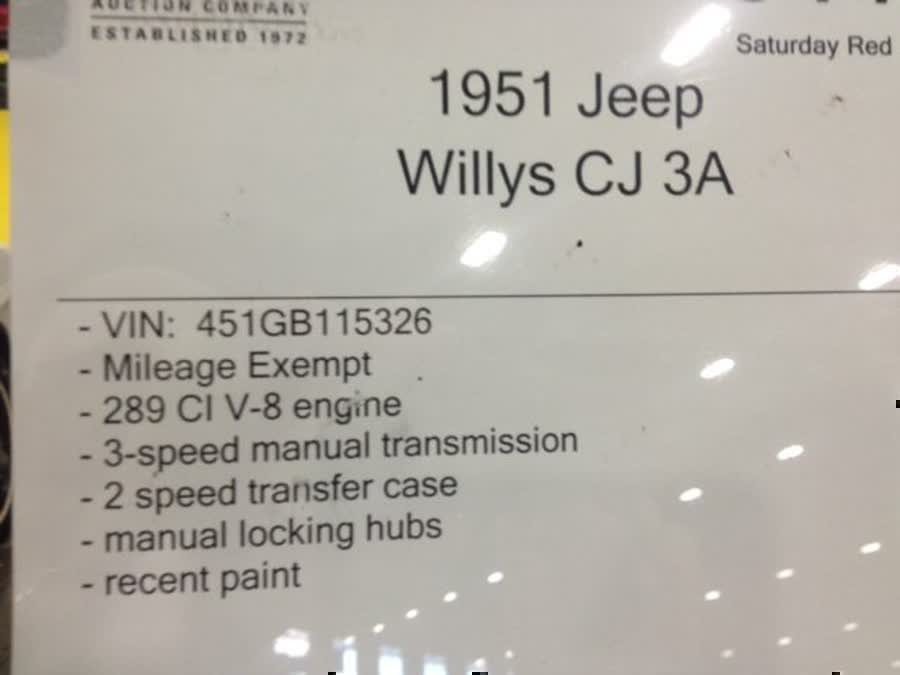 AUCTION COMPANY
ESTABLISHED 1972
Saturday Red
1951 Jeep
Willys CJ 3A
- VIN: 451GB115326
- Mileage Exempt
- 289 CI V-8 engine
- 3-speed manual transmission
- 2 speed transfer case
- manual locking hubs
- recent paint